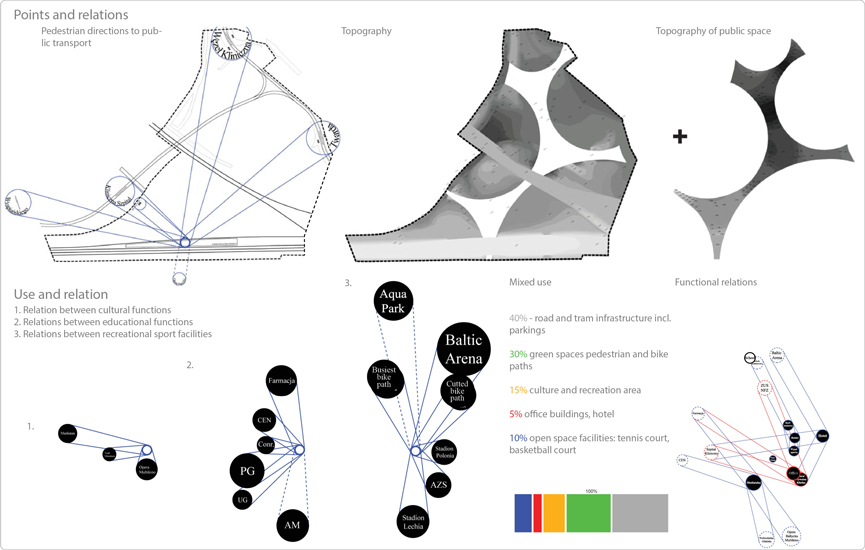 Points and relations
Pedestrian directions to pub-
lic transport
Topography
Topography of public space
+
Use and relation
1. Relation between cultural functions
2. Relations between educational functions
3. Relations between recreational sport facilities
1.
2.
Farmacja
CEN
Conr.
PG
UG
AM
3.
Aqua
Park
Baltic
Arena
Busiest
bike
path
Cutted
bike
path
Stadion
Polonia
AZS
Stadion
Lechia
Mixed use
40% - road and tram infrastructure incl.
parkings
30% green spaces pedestrian and bike
paths
15% culture and recreation area
5% office buildings, hotel
10% open space facilities: tennis court,
basketball court
100%
Functional relations
Baltic
Arena
ZUS
NFZ
CEN
Hotel
Office